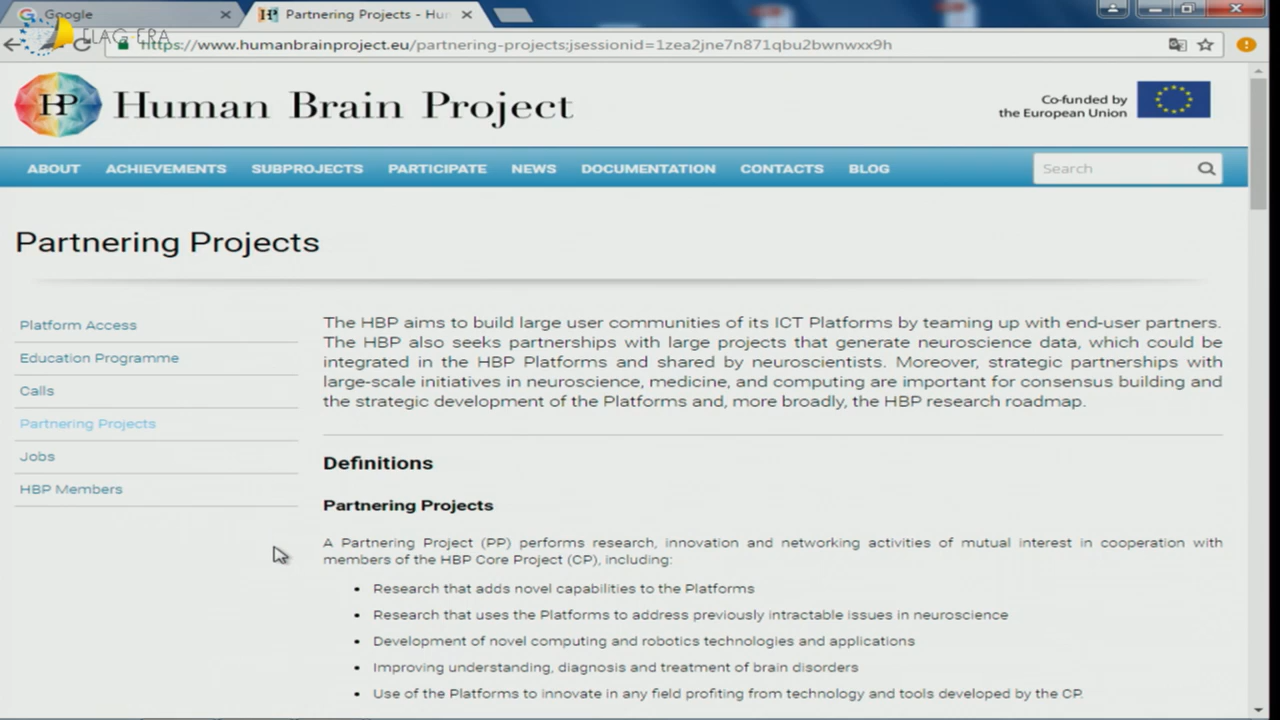 Google
Partnering Projects - Hu
FLAG-ERA
https://www.humanbrainproject.eu/partnering-projects;jsessionid=1zea2jne7n871qbu2bwnwxx9h
HBP
Human Brain Project
Co-funded by
the European Union
ABOUT ACHIEVEMENTS SUBPROJECTS PARTICIPATE NEWS DOCUMENTATION CONTACTS BLOG
Search
Partnering Projects
Platform Access
Education Programme
Calls
Partnering Projects
Jobs
HBP Members
The HBP aims to build large user communities of its ICT Platforms by teaming up with end-user partners.
The HBP also seeks partnerships with large projects that generate neuroscience data, which could be
integrated in the HBP Platforms and shared by neuroscientists. Moreover, strategic partnerships with
large-scale initiatives in neuroscience, medicine, and computing are important for consensus building and
the strategic development of the Platforms and, more broadly, the HBP research roadmap.
Definitions
Partnering Projects
A Partnering Project (PP) performs research, innovation and networking activities of mutual interest in cooperation with
members of the HBP Core Project (CP), including:
• Research that adds novel capabilities to the Platforms
• Research that uses the Platforms to address previously intractable issues in neuroscience
• Development of novel computing and robotics technologies and applications
• Improving understanding, diagnosis and treatment of brain disorders
• Use of the Platforms to innovate in any field profiting from technology and tools developed by the CP.